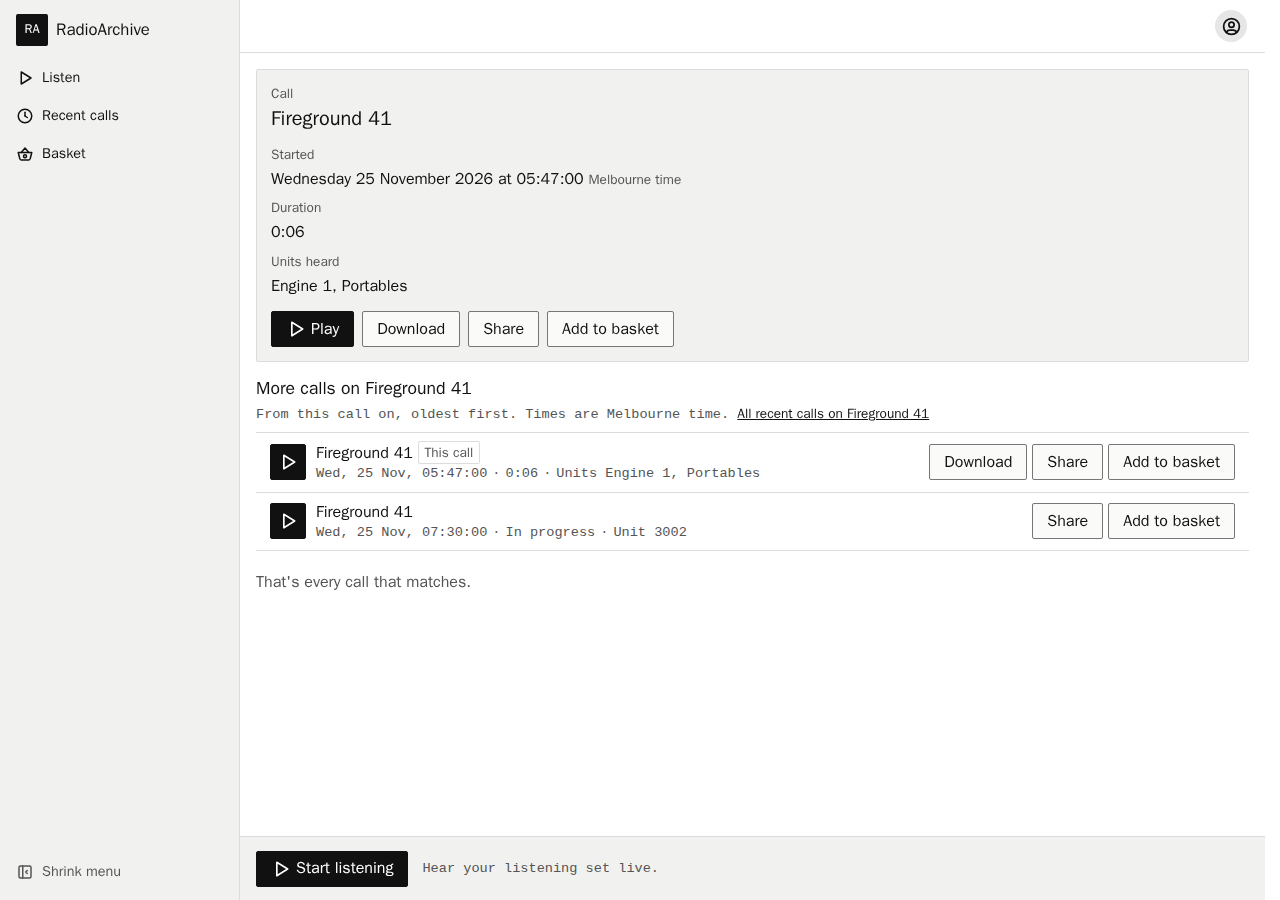 RA RadioArchive
Listen
Recent calls
Basket
Shrink menu
Call
Fireground 41
Started
Wednesday 25 November 2026 at 05:47:00 Melbourne time
Duration
0:06
Units heard
Engine 1, Portables
Play Download Share Add to basket
More calls on Fireground 41
From this call on, oldest first. Times are Melbourne time. All recent calls on Fireground 41
Fireground 41 This call
Wed, 25 Nov, 05:47:00 · 0:06 · Units Engine 1, Portables
Download Share Add to basket
Fireground 41
Wed, 25 Nov, 07:30:00 · In progress · Unit 3002
Share Add to basket
That's every call that matches.
Start listening Hear your listening set live.